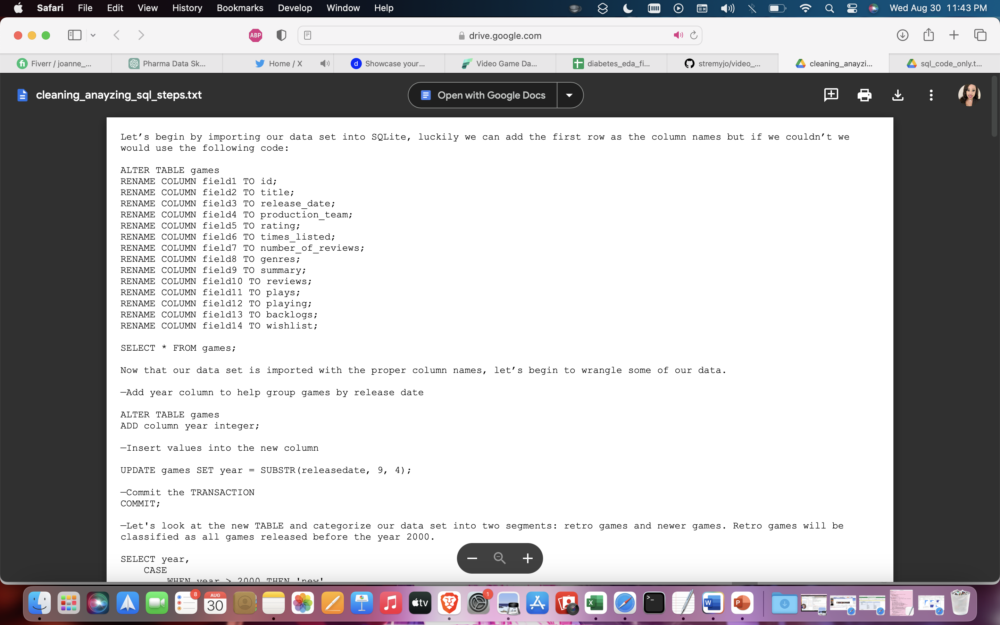 Safari File Edit View History Bookmarks Develop Window Help Wed Aug 30 11:43 PM
ABP drive.google.com
Fiverr / joanne_... Pharma Data Sk... Home / X d Showcase your... Video Game Da... diabetes_eda_fi... stremyjo/video_... cleaning_anayzi... sql_code_only.t...
cleaning_anayzing_sql_steps.txt Open with Google Docs
Let’s begin by importing our data set into SQLite, luckily we can add the first row as the column names but if we couldn’t we
would use the following code:
ALTER TABLE games
RENAME COLUMN field1 TO id;
RENAME COLUMN field2 TO title;
RENAME COLUMN field3 TO release_date;
RENAME COLUMN field4 TO production_team;
RENAME COLUMN field5 TO rating;
RENAME COLUMN field6 TO times_listed;
RENAME COLUMN field7 TO number_of_reviews;
RENAME COLUMN field8 TO genres;
RENAME COLUMN field9 TO summary;
RENAME COLUMN field10 TO reviews;
RENAME COLUMN field11 TO plays;
RENAME COLUMN field12 TO playing;
RENAME COLUMN field13 TO backlogs;
RENAME COLUMN field14 TO wishlist;
SELECT * FROM games;
Now that our data set is imported with the proper column names, let’s begin to wrangle some of our data.
—Add year column to help group games by release date
ALTER TABLE games
ADD column year integer;
—Insert values into the new column
UPDATE games SET year = SUBSTR(releasedate, 9, 4);
—Commit the TRANSACTION
COMMIT;
—Let's look at the new TABLE and categorize our data set into two segments: retro games and newer games. Retro games will be
classified as all games released before the year 2000.
SELECT year,
CASE
WHEN year > 2000 THEN 'new'
8 AUG 30 tv 1 X W P